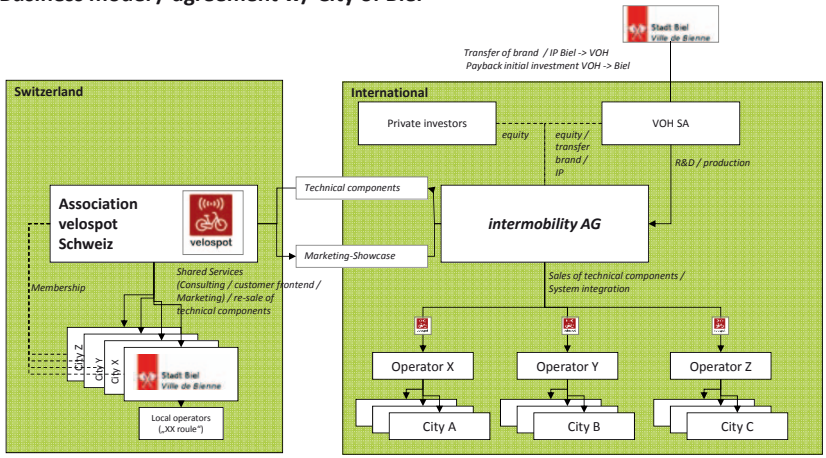 Business model / agreement w/ City of Biel
Stadt Biel
Ville de Bienne
Transfer of brand / IP Biel -> VOH
Payback initial investment VOH -> Biel
Switzerland
International
Private investors
VOH SA
equity
equity /
transfer
brand /
IP
R&D / production
Association
velospot
Schweiz
velospot
Technical components
Marketing-Showcase
intermobility AG
Membership
Shared Services
(Consulting / customer frontend /
Marketing) / re-sale of
technical components
Sales of technical components /
System integration
City Z
City Y
City X
Stadt Biel
Ville de Bienne
Local operators
(„XX roule“)
Operator X
Operator Y
Operator Z
City A
City B
City C